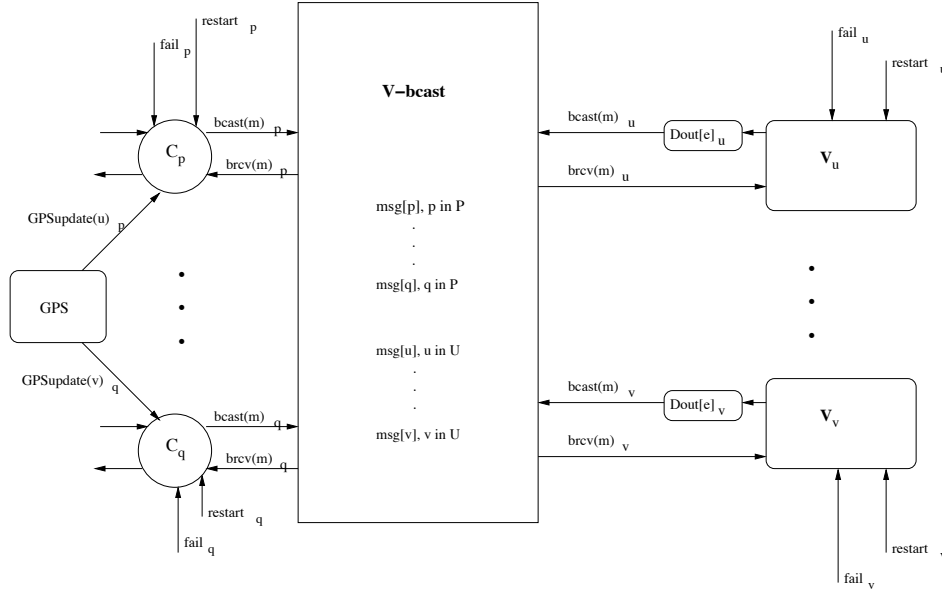 restart p
fail p
fail u
restart u
V-bcast
bcast(m) p
bcast(m) u
Dout[e] u
C p
V u
brcv(m) p
brcv(m) u
GPSupdate(u) p
msg[p], p in P
.
.
.
msg[q], q in P
GPS
msg[u], u in U
.
.
.
msg[v], v in U
GPSupdate(v) q
bcast(m) v
Dout[e] v
bcast(m) q
C q
V v
brcv(m) q
brcv(m) v
restart q
fail q
restart v
fail v